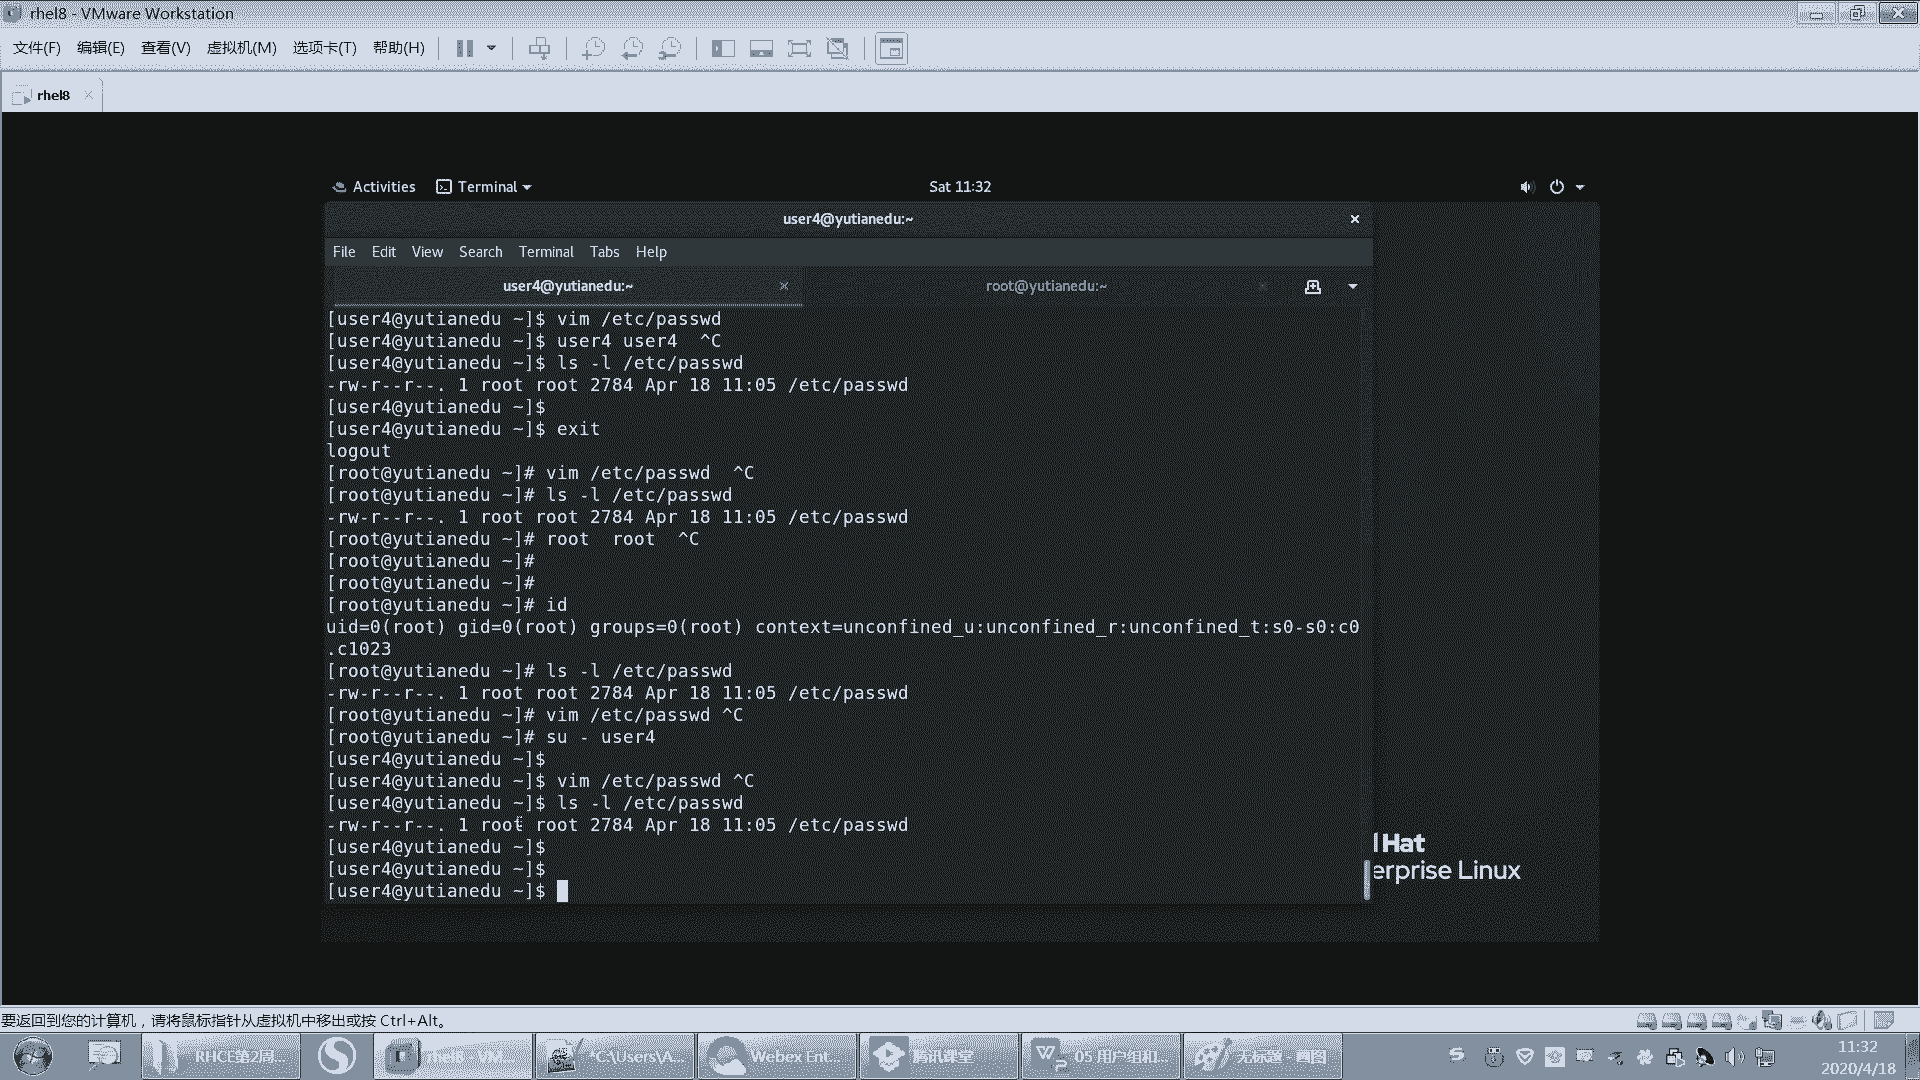 rhel8 - VMware Workstation
文件(F) 编辑(E) 查看(V) 虚拟机(M) 选项卡(T) 帮助(H)
rhel8
Activities Terminal Sat 11:32
user4@yutianedu:~
File Edit View Search Terminal Tabs Help
user4@yutianedu:~ root@yutianedu:~
[user4@yutianedu ~]$ vim /etc/passwd
[user4@yutianedu ~]$ user4 user4  ^C
[user4@yutianedu ~]$ ls -l /etc/passwd
-rw-r--r--. 1 root root 2784 Apr 18 11:05 /etc/passwd
[user4@yutianedu ~]$
[user4@yutianedu ~]$ exit
logout
[root@yutianedu ~]# vim /etc/passwd  ^C
[root@yutianedu ~]# ls -l /etc/passwd
-rw-r--r--. 1 root root 2784 Apr 18 11:05 /etc/passwd
[root@yutianedu ~]# root  root  ^C
[root@yutianedu ~]#
[root@yutianedu ~]#
[root@yutianedu ~]# id
uid=0(root) gid=0(root) groups=0(root) context=unconfined_u:unconfined_r:unconfined_t:s0-s0:c0
.c1023
[root@yutianedu ~]# ls -l /etc/passwd
-rw-r--r--. 1 root root 2784 Apr 18 11:05 /etc/passwd
[root@yutianedu ~]# vim /etc/passwd ^C
[root@yutianedu ~]# su - user4
[user4@yutianedu ~]$
[user4@yutianedu ~]$ vim /etc/passwd ^C
[user4@yutianedu ~]$ ls -l /etc/passwd
-rw-r--r--. 1 root root 2784 Apr 18 11:05 /etc/passwd
[user4@yutianedu ~]$
[user4@yutianedu ~]$
[user4@yutianedu ~]$
Hat
erprise Linux
要返回到您的计算机，请将鼠标指针从虚拟机中移出或按 Ctrl+Alt。
RHCE第2周... rhel8 - VM... *C:\Users\A... Webex Ent... 腾讯课堂 05 用户组和... 无标题 - 画图 11:32
2020/4/18